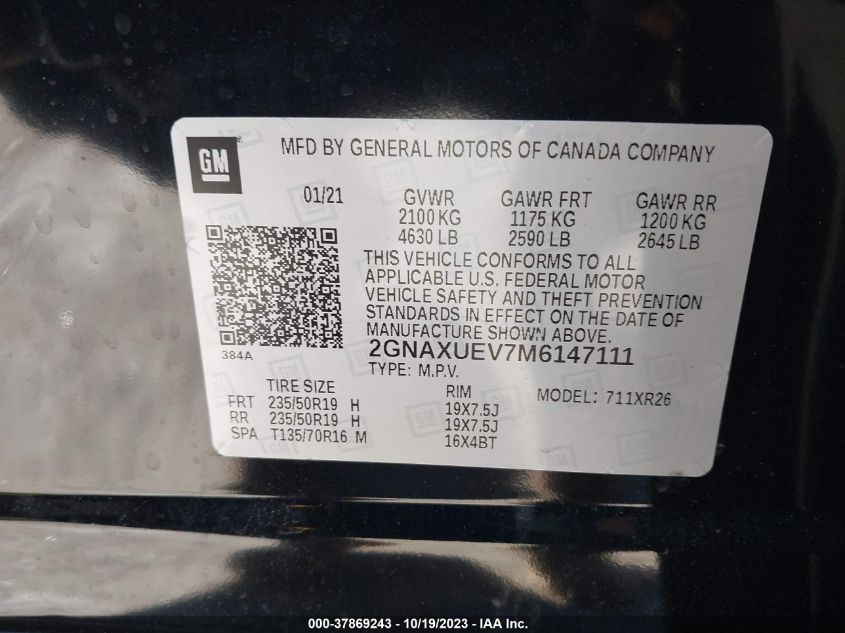 GM
MFD BY GENERAL MOTORS OF CANADA COMPANY
01/21 GVWR GAWR FRT GAWR RR
2100 KG 1175 KG 1200 KG
4630 LB 2590 LB 2645 LB
THIS VEHICLE CONFORMS TO ALL
APPLICABLE U.S. FEDERAL MOTOR
VEHICLE SAFETY AND THEFT PREVENTION
STANDARDS IN EFFECT ON THE DATE OF
MANUFACTURE SHOWN ABOVE.
384A
2GNAXUEV7M6147111
TYPE: M.P.V.
TIRE SIZE RIM MODEL: 711XR26
FRT 235/50R19 H 19X7.5J
RR 235/50R19 H 19X7.5J
SPA T135/70R16 M 16X4BT
000-37869243 - 10/19/2023 - IAA Inc.